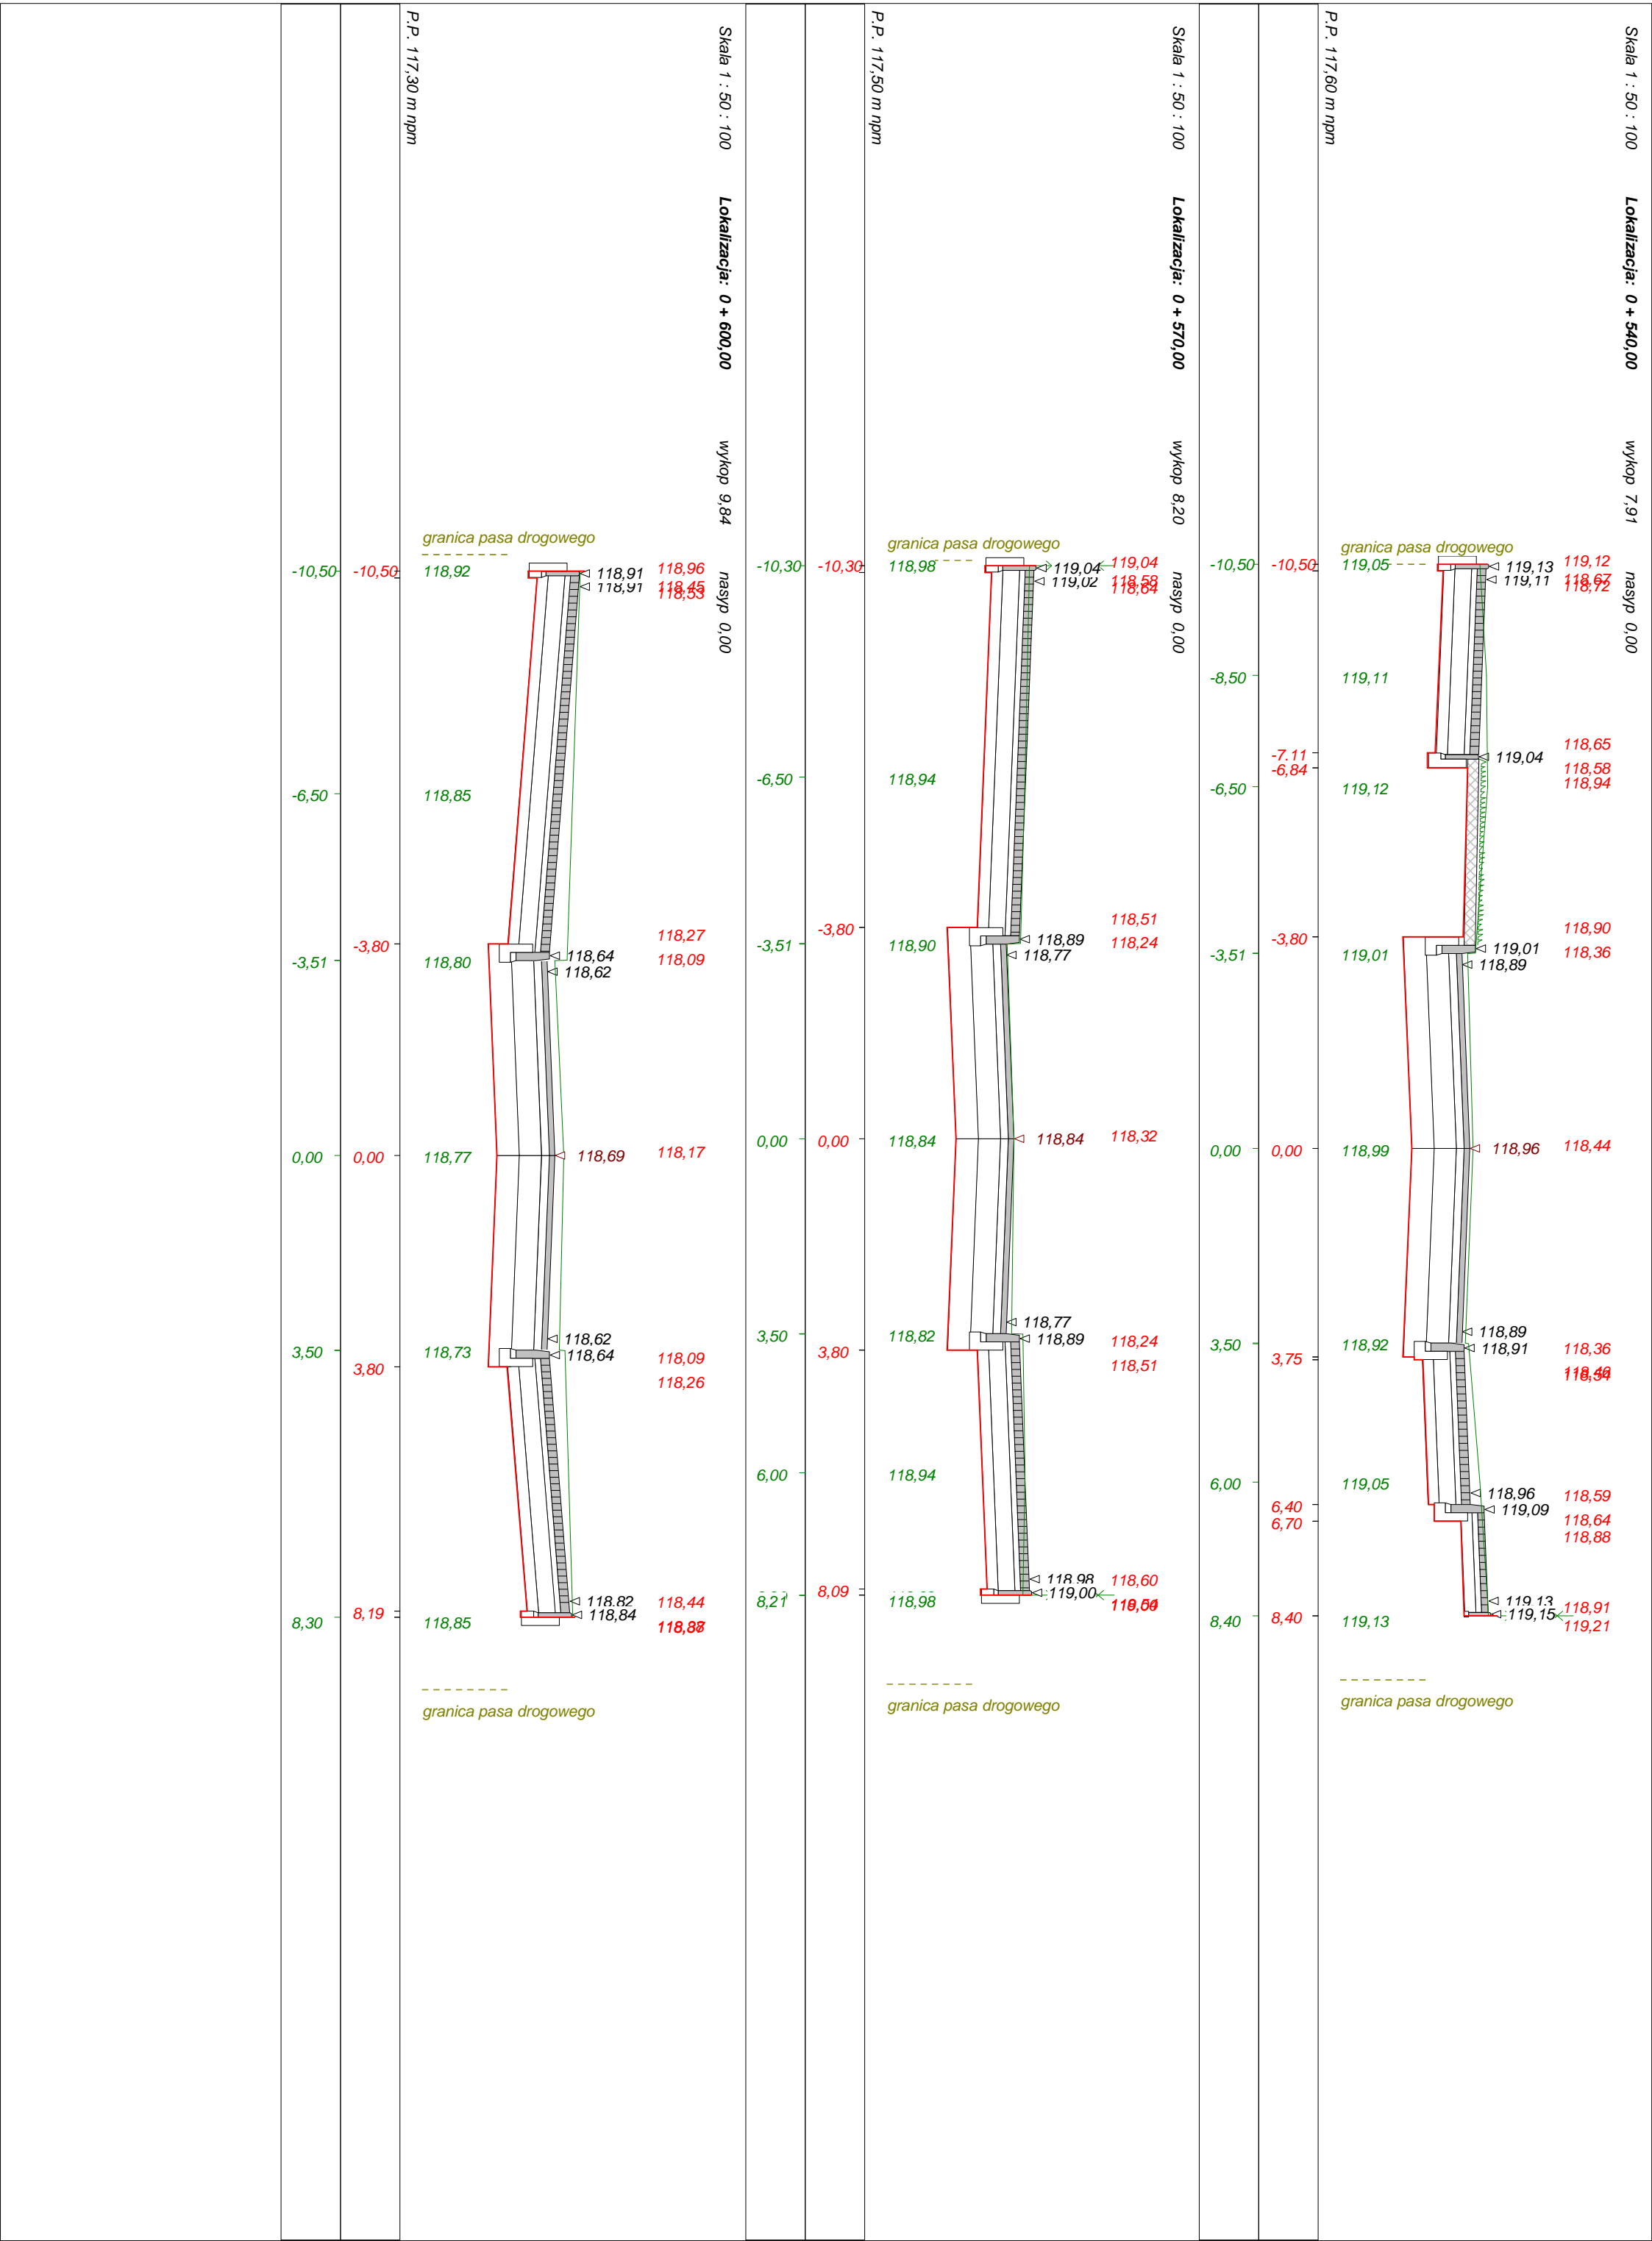 Skala 1 : 50 : 100 Lokalizacja: 0 + 540,00 wykop 7,91 nasyp 0,00
119,12 118,67 118,72 118,65 118,58 118,94 118,90 118,36 118,44 118,36 118,54 118,59 118,64 118,88 118,91 119,21
119,13 119,11 119,04 119,01 118,89 118,96 118,89 118,91 118,96 119,09 119,13 119,15
granica pasa drogowego granica pasa drogowego
119,05 119,11 119,12 119,01 118,99 118,92 119,05 119,13
P.P. 117,60 m npm
-10,50 -7,11 -6,84 -3,80 0,00 3,75 6,40 6,70 8,40
-10,50 -8,50 -6,50 -3,51 0,00 3,50 6,00 8,40
Skala 1 : 50 : 100 Lokalizacja: 0 + 570,00 wykop 8,20 nasyp 0,00
119,04 118,58 118,64 118,51 118,24 118,32 118,24 118,51 118,60
119,04 119,02 118,89 118,77 118,84 118,77 118,89 118,98 119,00
granica pasa drogowego granica pasa drogowego
118,98 118,94 118,90 118,84 118,82 118,94 118,98
P.P. 117,50 m npm
-10,30 -3,80 0,00 3,80 8,09
-10,30 -6,50 -3,51 0,00 3,50 6,00 8,21
Skala 1 : 50 : 100 Lokalizacja: 0 + 600,00 wykop 9,84 nasyp 0,00
118,96 118,45 118,53 118,27 118,09 118,17 118,09 118,26 118,44
118,91 118,91 118,64 118,62 118,69 118,62 118,64 118,82 118,84
granica pasa drogowego granica pasa drogowego
118,92 118,85 118,80 118,77 118,73 118,85
P.P. 117,30 m npm
-10,50 -3,80 0,00 3,80 8,19
-10,50 -6,50 -3,51 0,00 3,50 8,30